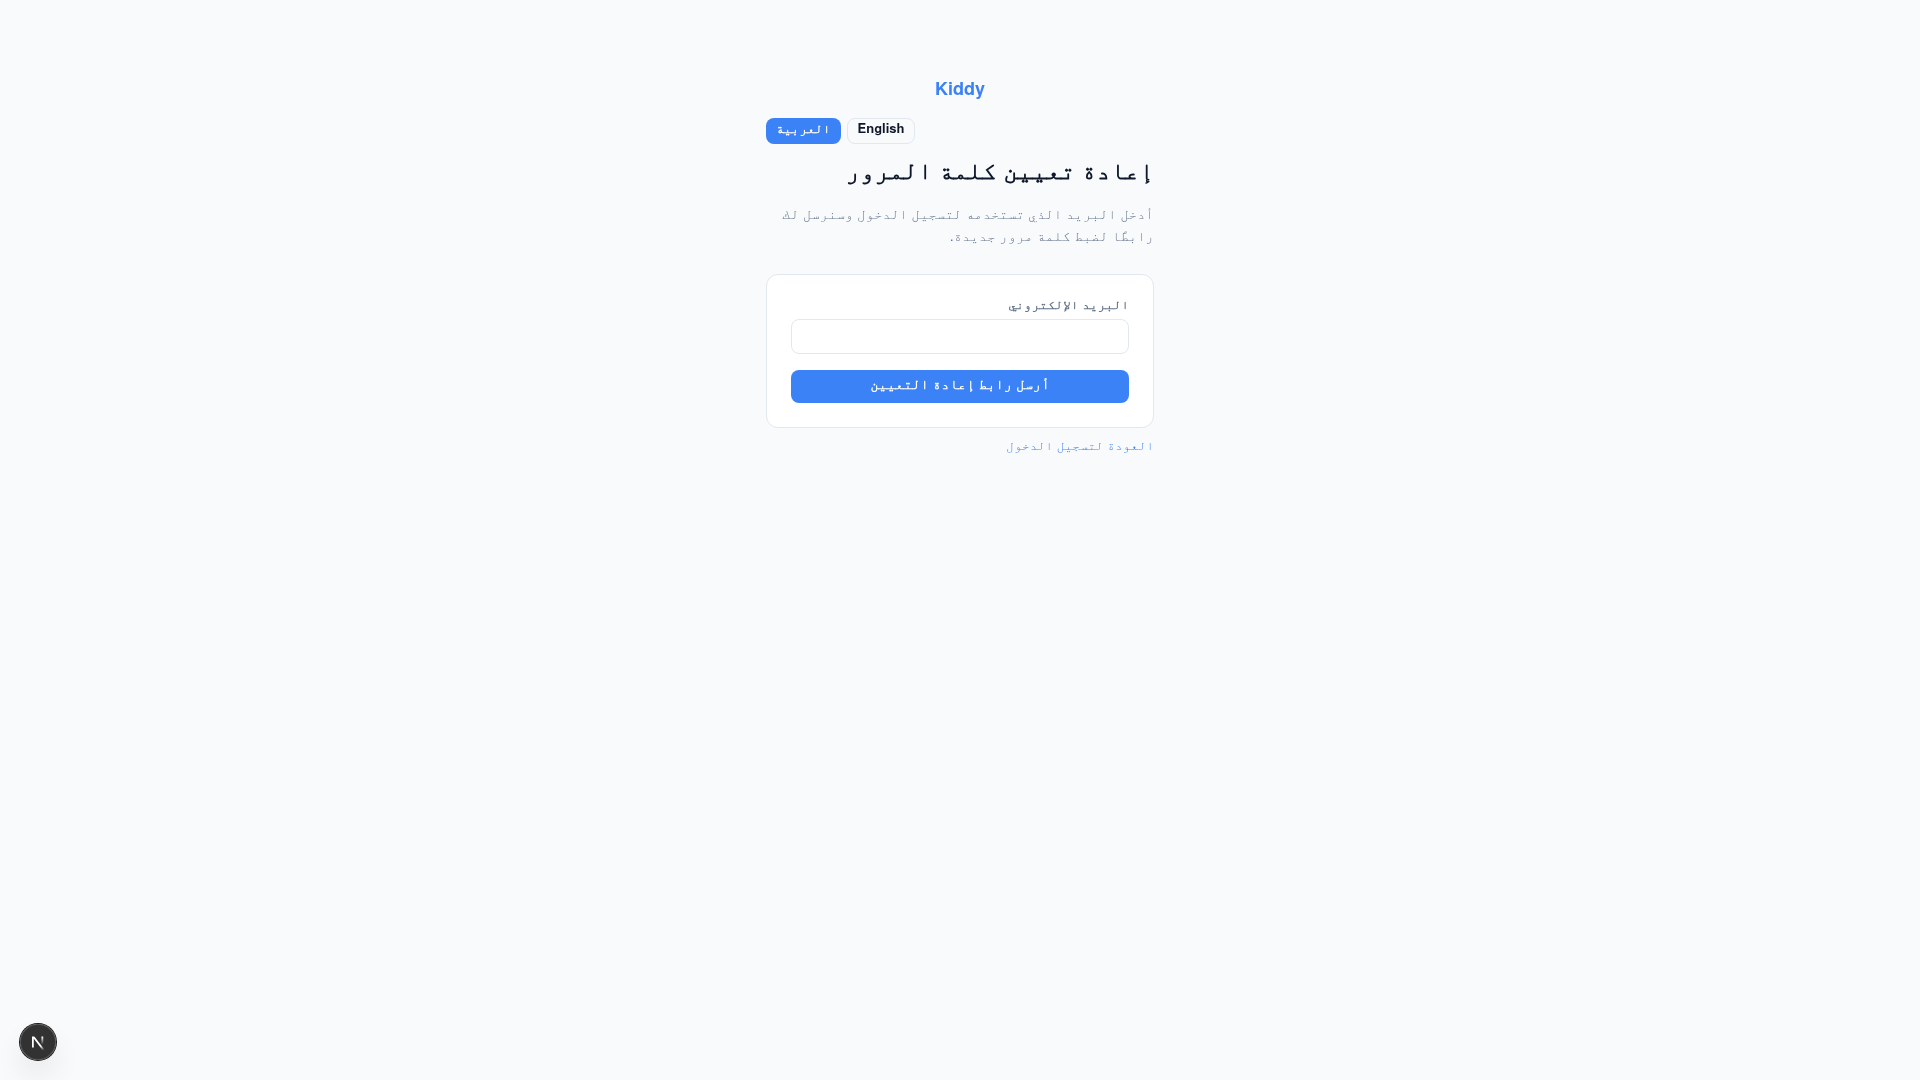 Kiddy
العربية
English
إعادة تعيين كلمة المرور
أدخل البريد الذي تستخدمه لتسجيل الدخول وسنرسل لك
رابطًا لضبط كلمة مرور جديدة.
البريد الإلكتروني
أرسل رابط إعادة التعيين
العودة لتسجيل الدخول
N